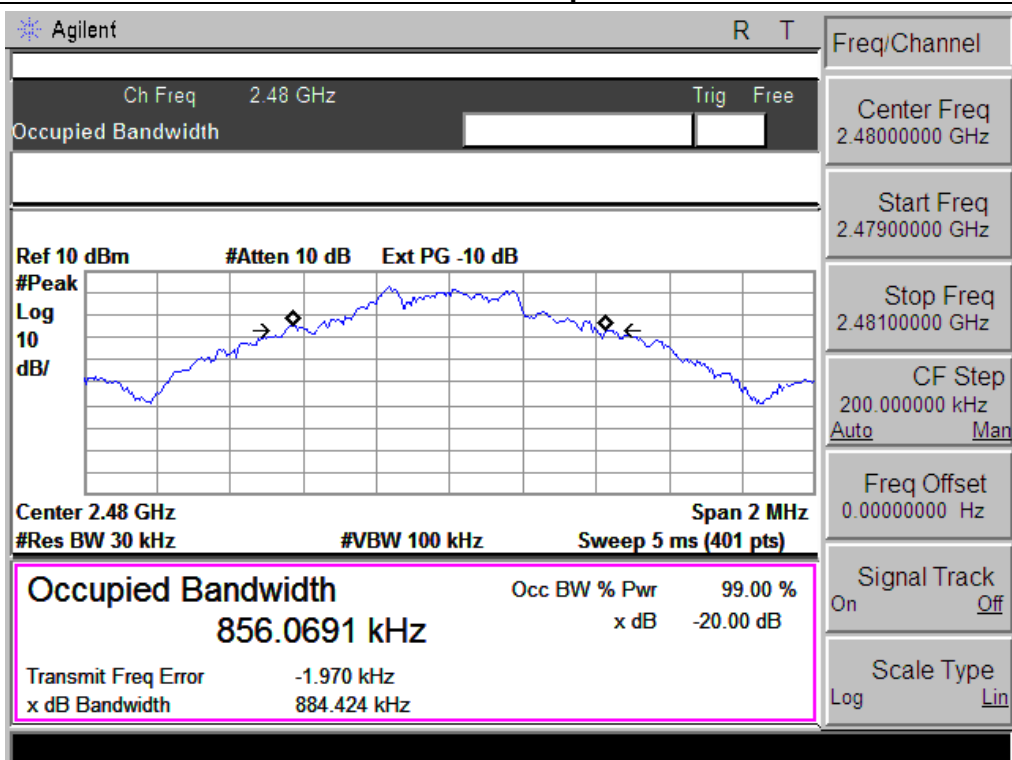 Agilent R T
Ch Freq 2.48 GHz Trig Free
Occupied Bandwidth
Ref 10 dBm #Atten 10 dB Ext PG -10 dB
#Peak
Log
10
dB/
Center 2.48 GHz Span 2 MHz
#Res BW 30 kHz #VBW 100 kHz Sweep 5 ms (401 pts)
Occupied Bandwidth Occ BW % Pwr 99.00 %
856.0691 kHz x dB -20.00 dB
Transmit Freq Error -1.970 kHz
x dB Bandwidth 884.424 kHz
Freq/Channel
Center Freq
2.48000000 GHz
Start Freq
2.47900000 GHz
Stop Freq
2.48100000 GHz
CF Step
200.000000 kHz
Auto Man
Freq Offset
0.00000000 Hz
Signal Track
On Off
Scale Type
Log Lin